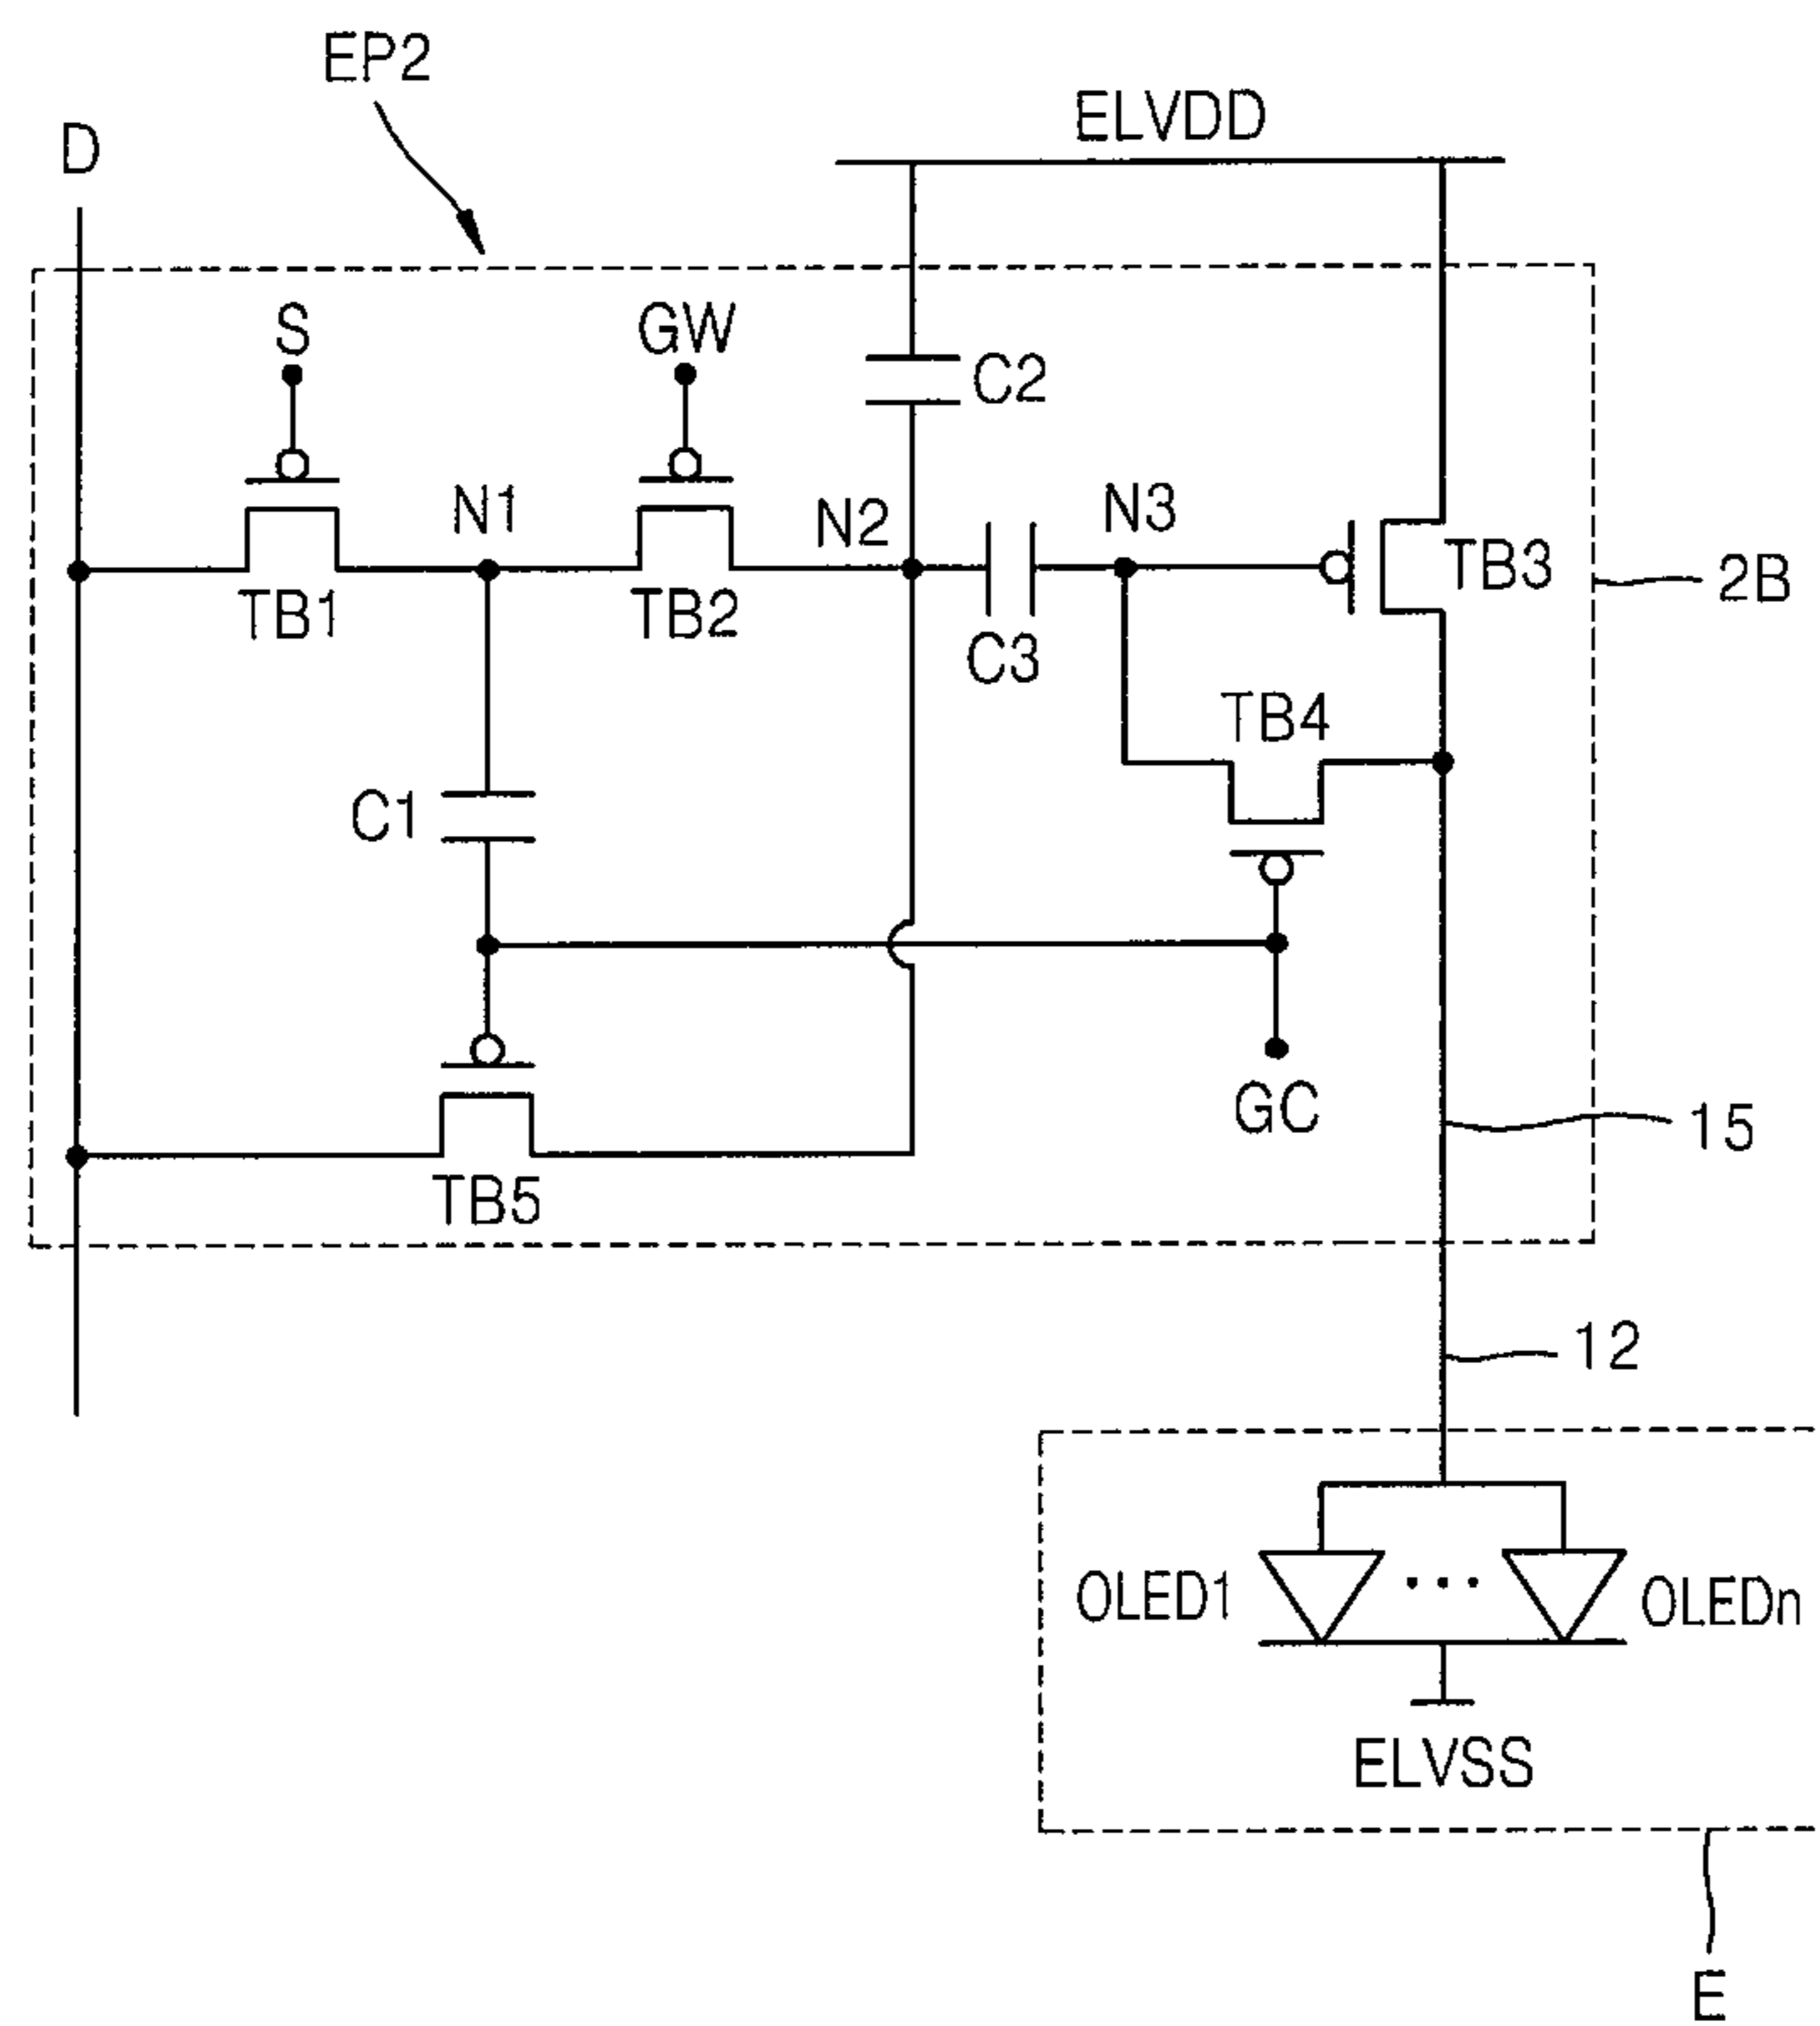 EP2
ELVDD
D
S
GW
C2
N1
N2
N3
TB3
2B
TB1
TB2
C3
TB4
C1
GC
15
TB5
12
OLED1
OLEDn
ELVSS
E